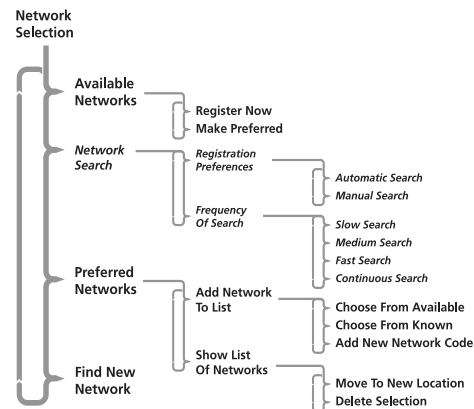 Network
Selection
Available
Networks
Register Now
Make Preferred
Network
Search
Registration
Preferences
Automatic Search
Manual Search
Frequency
Of Search
Slow Search
Medium Search
Fast Search
Continuous Search
Preferred
Networks
Add Network
To List
Choose From Available
Choose From Known
Add New Network Code
Show List
Of Networks
Move To New Location
Delete Selection
Find New
Network